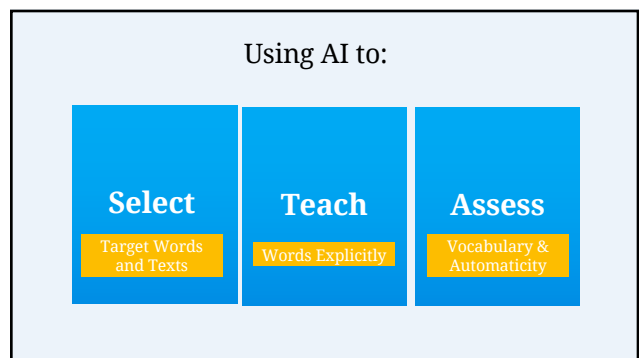 Using AI to:
Select
Target Words
and Texts
Teach
Words Explicitly
Assess
Vocabulary &
Automaticity